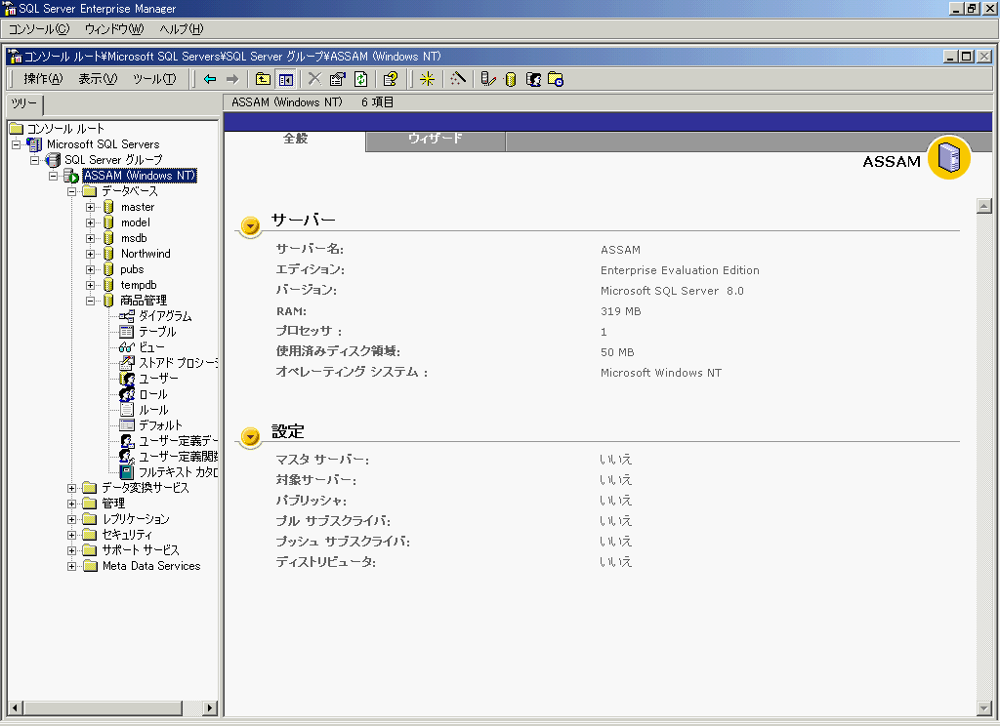 SQL Server Enterprise Manager
コンソール(C) ウィンドウ(W) ヘルプ(H)
コンソール ルート¥Microsoft SQL Servers¥SQL Server グループ¥ASSAM (Windows NT)
操作(A) 表示(V) ツール(T)
ツリー
ASSAM (Windows NT) 6 項目
コンソール ルート
Microsoft SQL Servers
SQL Server グループ
ASSAM (Windows NT)
データベース
master
model
msdb
Northwind
pubs
tempdb
商品管理
ダイアグラム
テーブル
ビュー
ストアド プロシー
ユーザー
ロール
ルール
デフォルト
ユーザー定義デー
ユーザー定義関数
フルテキスト カタロ
データ変換サービス
管理
レプリケーション
セキュリティ
サポート サービス
Meta Data Services
全般 ウィザード
ASSAM
サーバー
サーバー名: ASSAM
エディション: Enterprise Evaluation Edition
バージョン: Microsoft SQL Server 8.0
RAM: 319 MB
プロセッサ : 1
使用済みディスク領域: 50 MB
オペレーティング システム : Microsoft Windows NT
設定
マスタ サーバー: いいえ
対象サーバー: いいえ
パブリッシャ: いいえ
プル サブスクライバ: いいえ
プッシュ サブスクライバ: いいえ
ディストリビュータ: いいえ